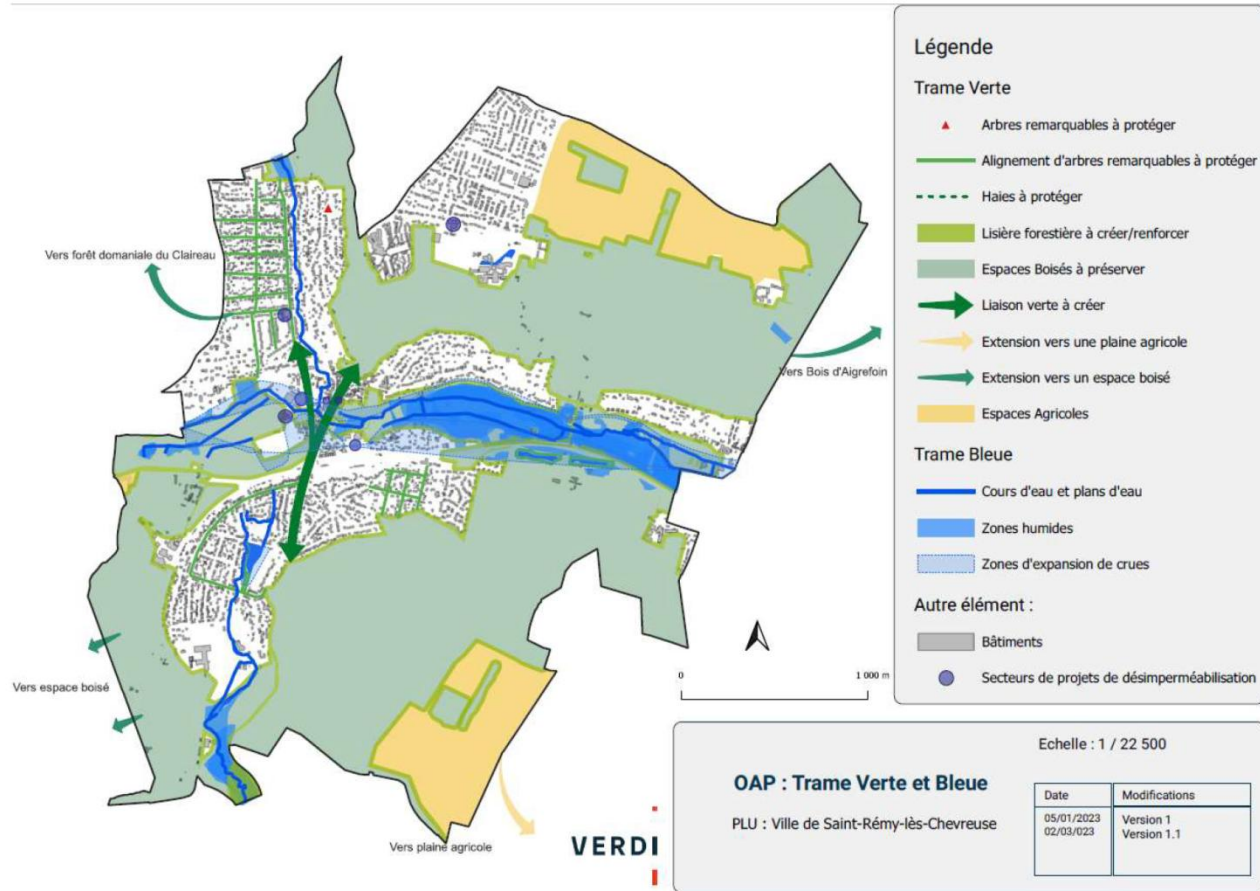 Légende
Trame Verte
Arbres remarquables à protéger
Alignement d'arbres remarquables à protéger
Haies à protéger
Lisière forestière à créer/renforcer
Espaces Boisés à préserver
Liaison verte à créer
Extension vers une plaine agricole
Extension vers un espace boisé
Espaces Agricoles
Trame Bleue
Cours d'eau et plans d'eau
Zones humides
Zones d'expansion de crues
Autre élément :
Bâtiments
Secteurs de projets de désimperméabilisation
Vers forêt domaniale du Claireau
Vers Bois d'Aigrefoin
Vers espace boisé
Vers plaine agricole
0 1 000 m
VERDI
Echelle : 1 / 22 500
OAP : Trame Verte et Bleue
PLU : Ville de Saint-Rémy-lès-Chevreuse
Date Modifications
05/01/2023 Version 1
02/03/023 Version 1.1